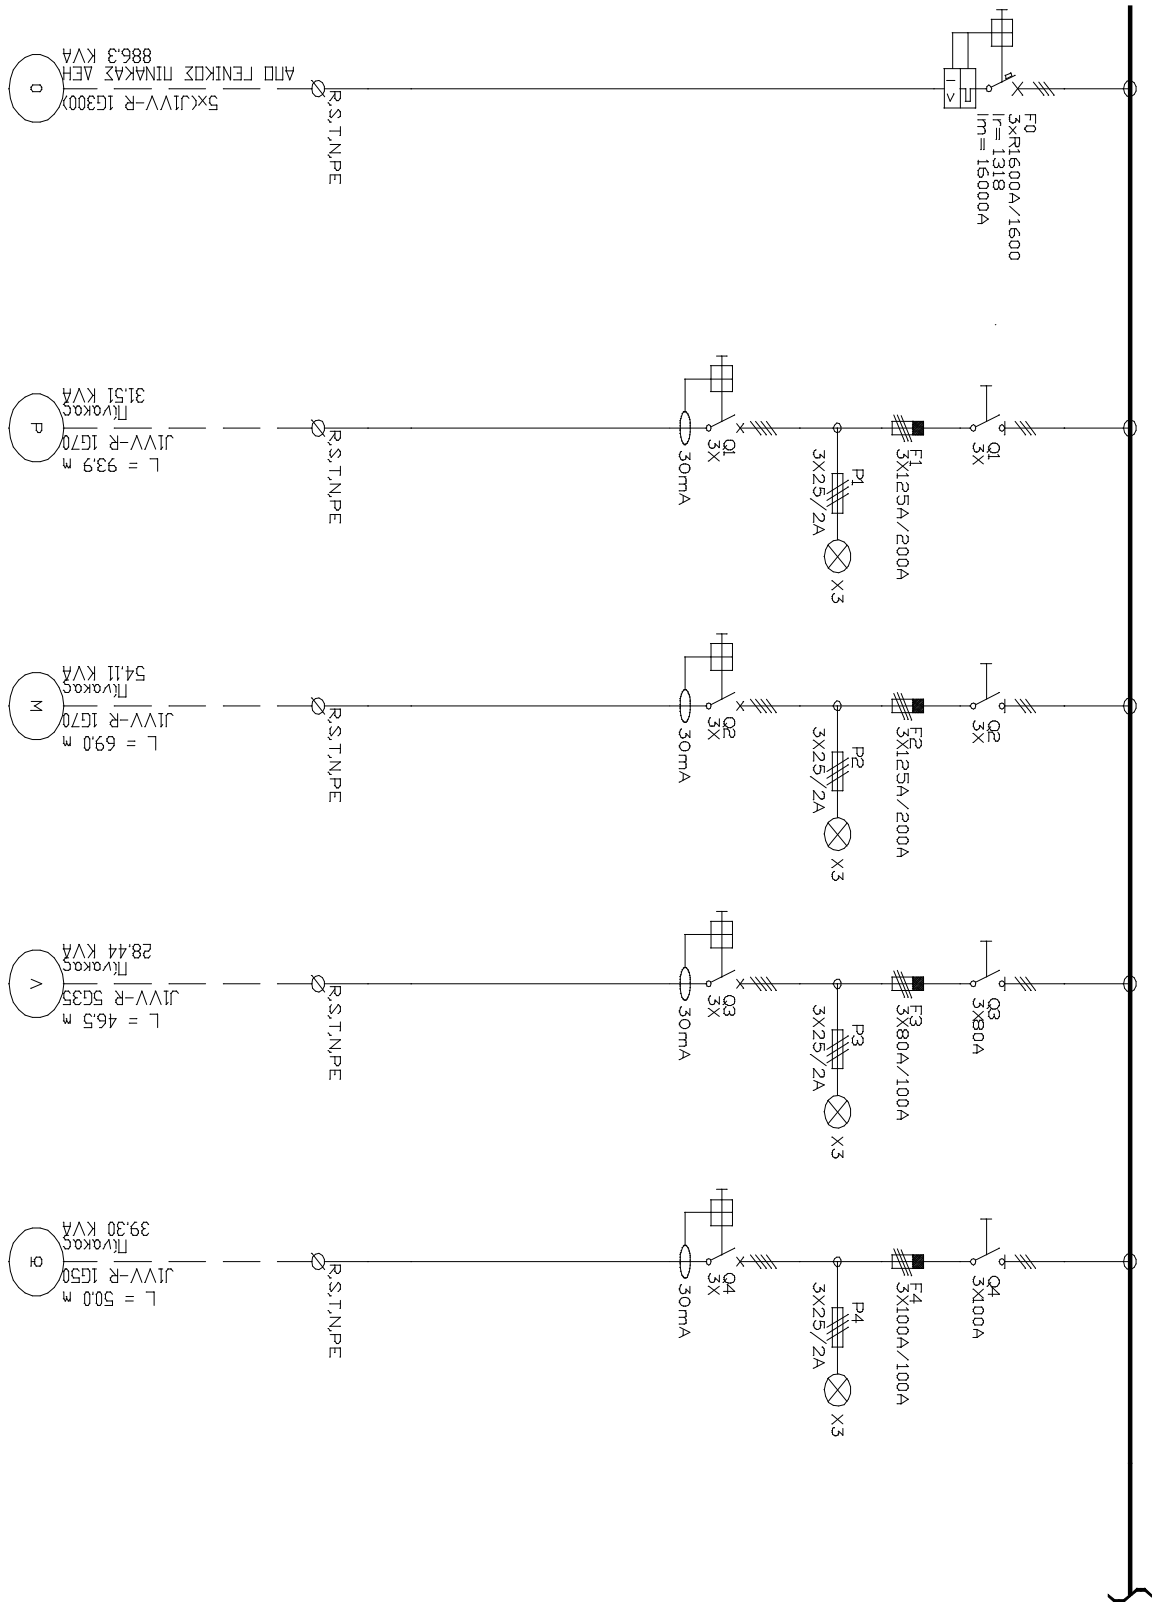 F0
3xR1600A/1600
Ir= 1318
Im= 16000A
I
>
R,S,T,N,PE
5x(J1VV-R 1G300)
ΑΠΟ ΓΕΝΙΚΟΣ ΠΙΝΑΚΑΣ ΔΕΗ
886.3 KVA
0
Q1
3X
F1
3X125A/200A
P1
3X25/2A
X3
Q1
3X
30mA
R,S,T,N,PE
L = 93.9 m
J1VV-R 1G70
Πίνακας
31.51 KVA
P
Q2
3X
F2
3X125A/200A
P2
3X25/2A
X3
Q2
3X
30mA
R,S,T,N,PE
L = 69.0 m
J1VV-R 1G70
Πίνακας
54.11 KVA
M
Q3
3X80A
F3
3X80A/100A
P3
3X25/2A
X3
Q3
3X
30mA
R,S,T,N,PE
L = 46.5 m
J1VV-R 5G35
Πίνακας
28.44 KVA
Q4
3X100A
F4
3X100A/100A
P4
3X25/2A
X3
Q4
3X
30mA
R,S,T,N,PE
L = 50.0 m
J1VV-R 1G50
Πίνακας
39.30 KVA